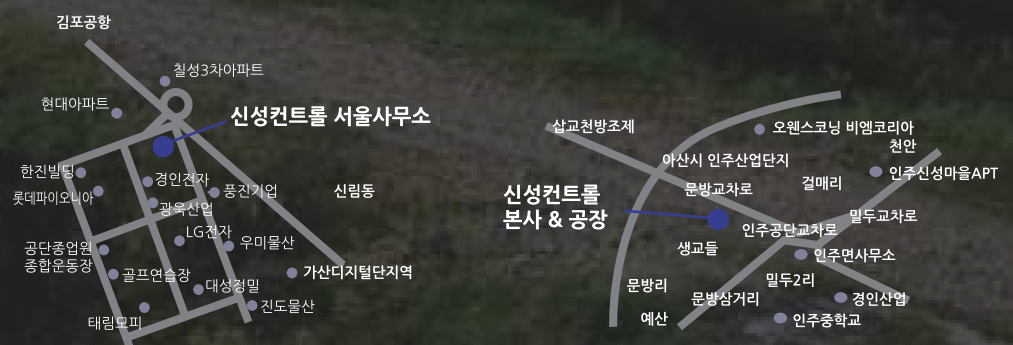 김포공항
칠성3차아파트
현대아파트
신성컨트롤 서울사무소
한진빌딩
경인전자
롯데파이오니아
풍진기업
신림동
광욱산업
LG전자
우미물산
공단종업원
종합운동장
골프연습장
가산디지털단지역
대성정밀
진도물산
태림모피
삽교천방조제
오웬스코닝 비엠코리아
천안
아산시 인주산업단지
인주신성마을APT
문방교차로
걸매리
신성컨트롤
본사 & 공장
밀두교차로
인주공단교차로
생교들
인주면사무소
문방리
밀두2리
문방삼거리
경인산업
예산
인주중학교